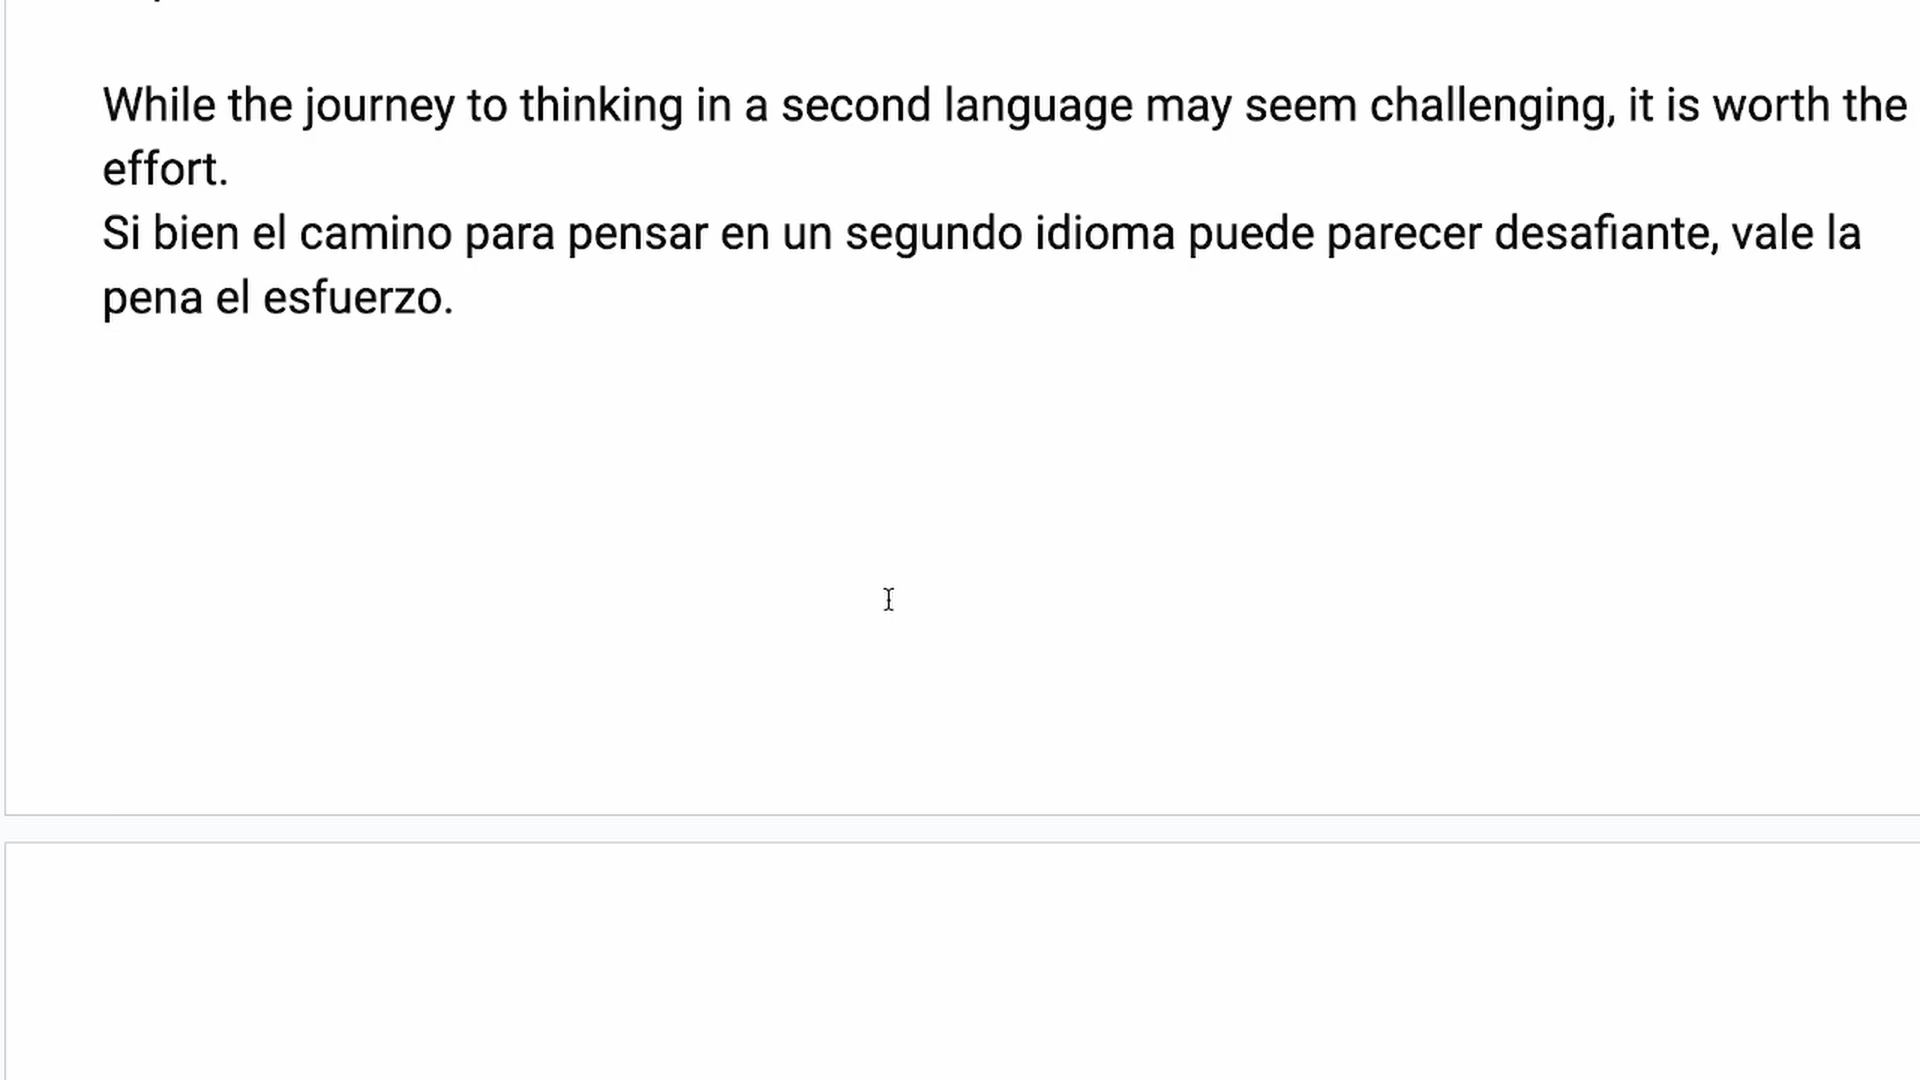 While the journey to thinking in a second language may seem challenging, it is worth the
effort.
Si bien el camino para pensar en un segundo idioma puede parecer desafiante, vale la
pena el esfuerzo.